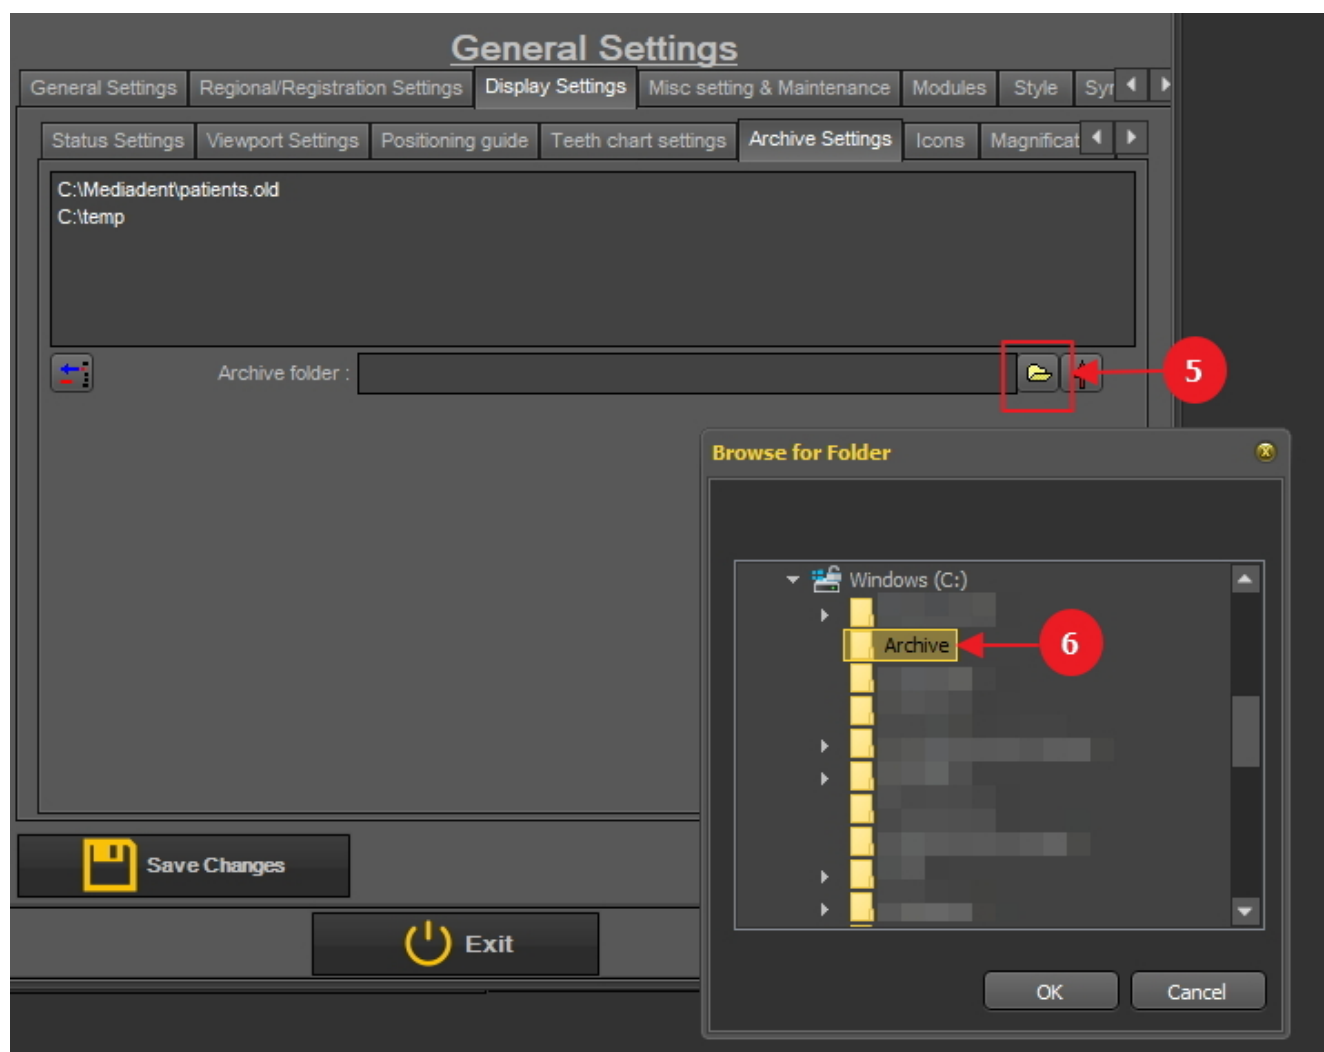 General Settings
General Settings Regional/Registration Settings Display Settings Misc setting & Maintenance Modules Style
Status Settings Viewport Settings Positioning guide Teeth chart settings Archive Settings Icons Magnificat
C:\Mediadent\patients.old
C:\temp
Archive folder :
5
Browse for Folder
Windows (C:)
Archive
6
Save Changes
Exit
OK Cancel